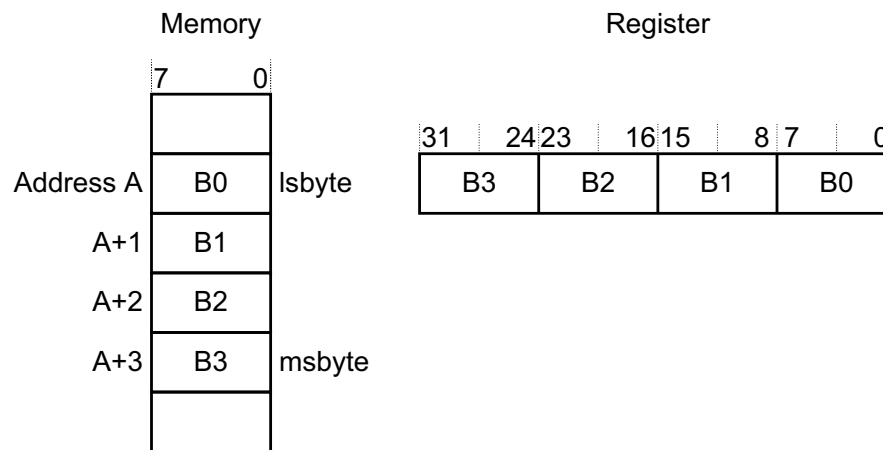 Memory
Register
7 0
31 24 23 16 15 8 7 0
Address A B0 lsbyte
B3 B2 B1 B0
A+1 B1
A+2 B2
A+3 B3 msbyte